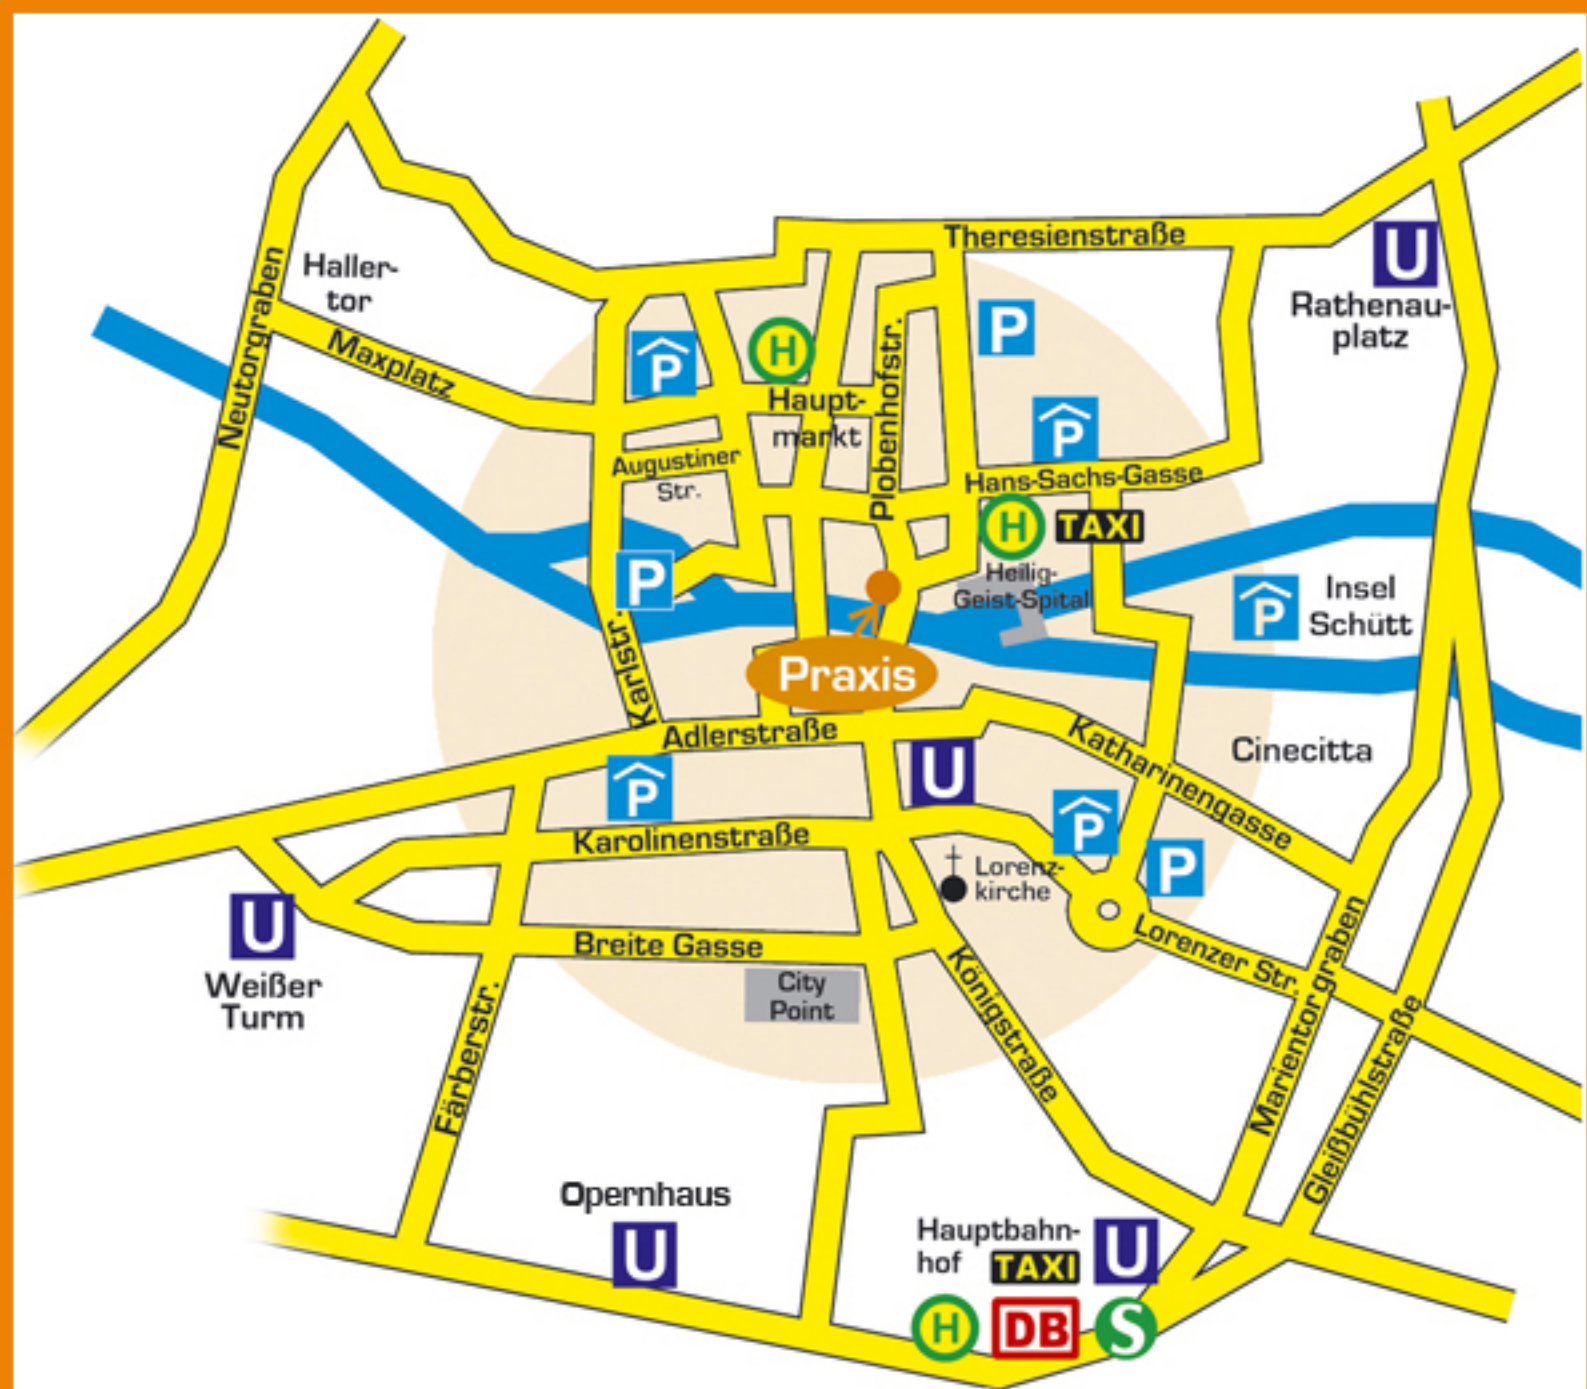 Theresienstraße
U
Rathenau-
platz
Haller-
tor
Neutorgraben
Maxplatz
P
H
P
Haupt-
markt
Plobenhofstr.
P
Augustiner
Str.
Hans-Sachs-Gasse
H
TAXI
P
Heilig-
Geist-Spital
P
Insel
Schütt
Karlstr.
Praxis
Adlerstraße
Katharinengasse
Cinecitta
U
P
P
P
Karolinenstraße
Lorenz-
kirche
U
Weißer
Turm
Breite Gasse
Lorenzer Str.
City
Point
Königstraße
Marientorgraben
Gleißbühlstraße
Färberstr.
Opernhaus
U
Hauptbahn-
hof
TAXI
U
H
DB
S